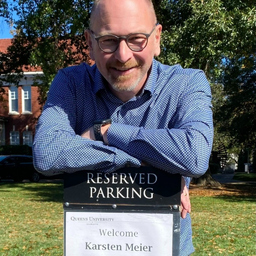 RESERVED
PARKING
QUEENS UNIVERSITY
Welcome
Karsten Meier